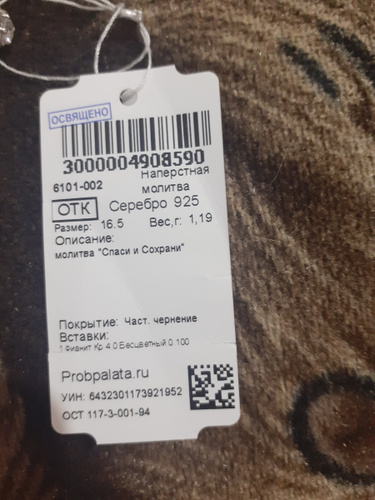 ОСВЯЩЕНО
3000004908590
6101-002 Наперстная
молитва
ОТК Серебро 925
Размер: 16.5 Вес,г: 1,19
Описание:
молитва "Спаси и Сохрани"
Покрытие: Част. чернение
Вставки:
1 Фианит Кр 4.0 Бесцветный 0.100
Probpalata.ru
УИН: 6432301173921952
ОСТ 117-3-001-94